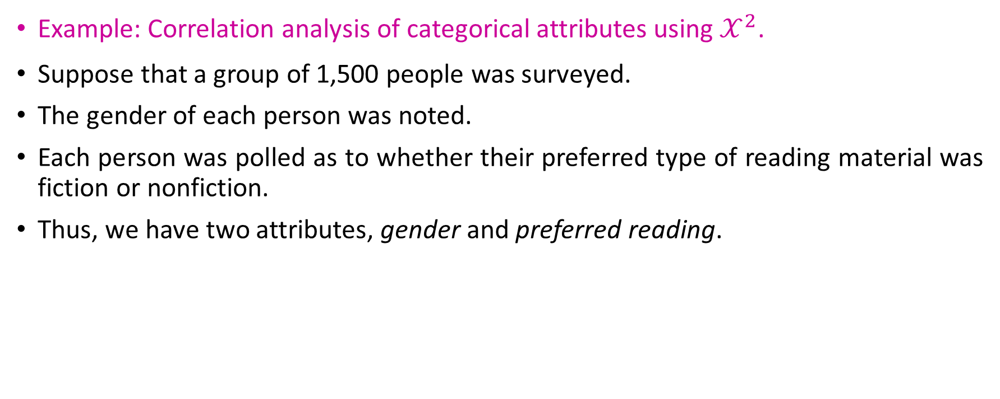 • Example: Correlation analysis of categorical attributes using 𝒳².
• Suppose that a group of 1,500 people was surveyed.
• The gender of each person was noted.
• Each person was polled as to whether their preferred type of reading material was
fiction or nonfiction.
• Thus, we have two attributes, gender and preferred reading.